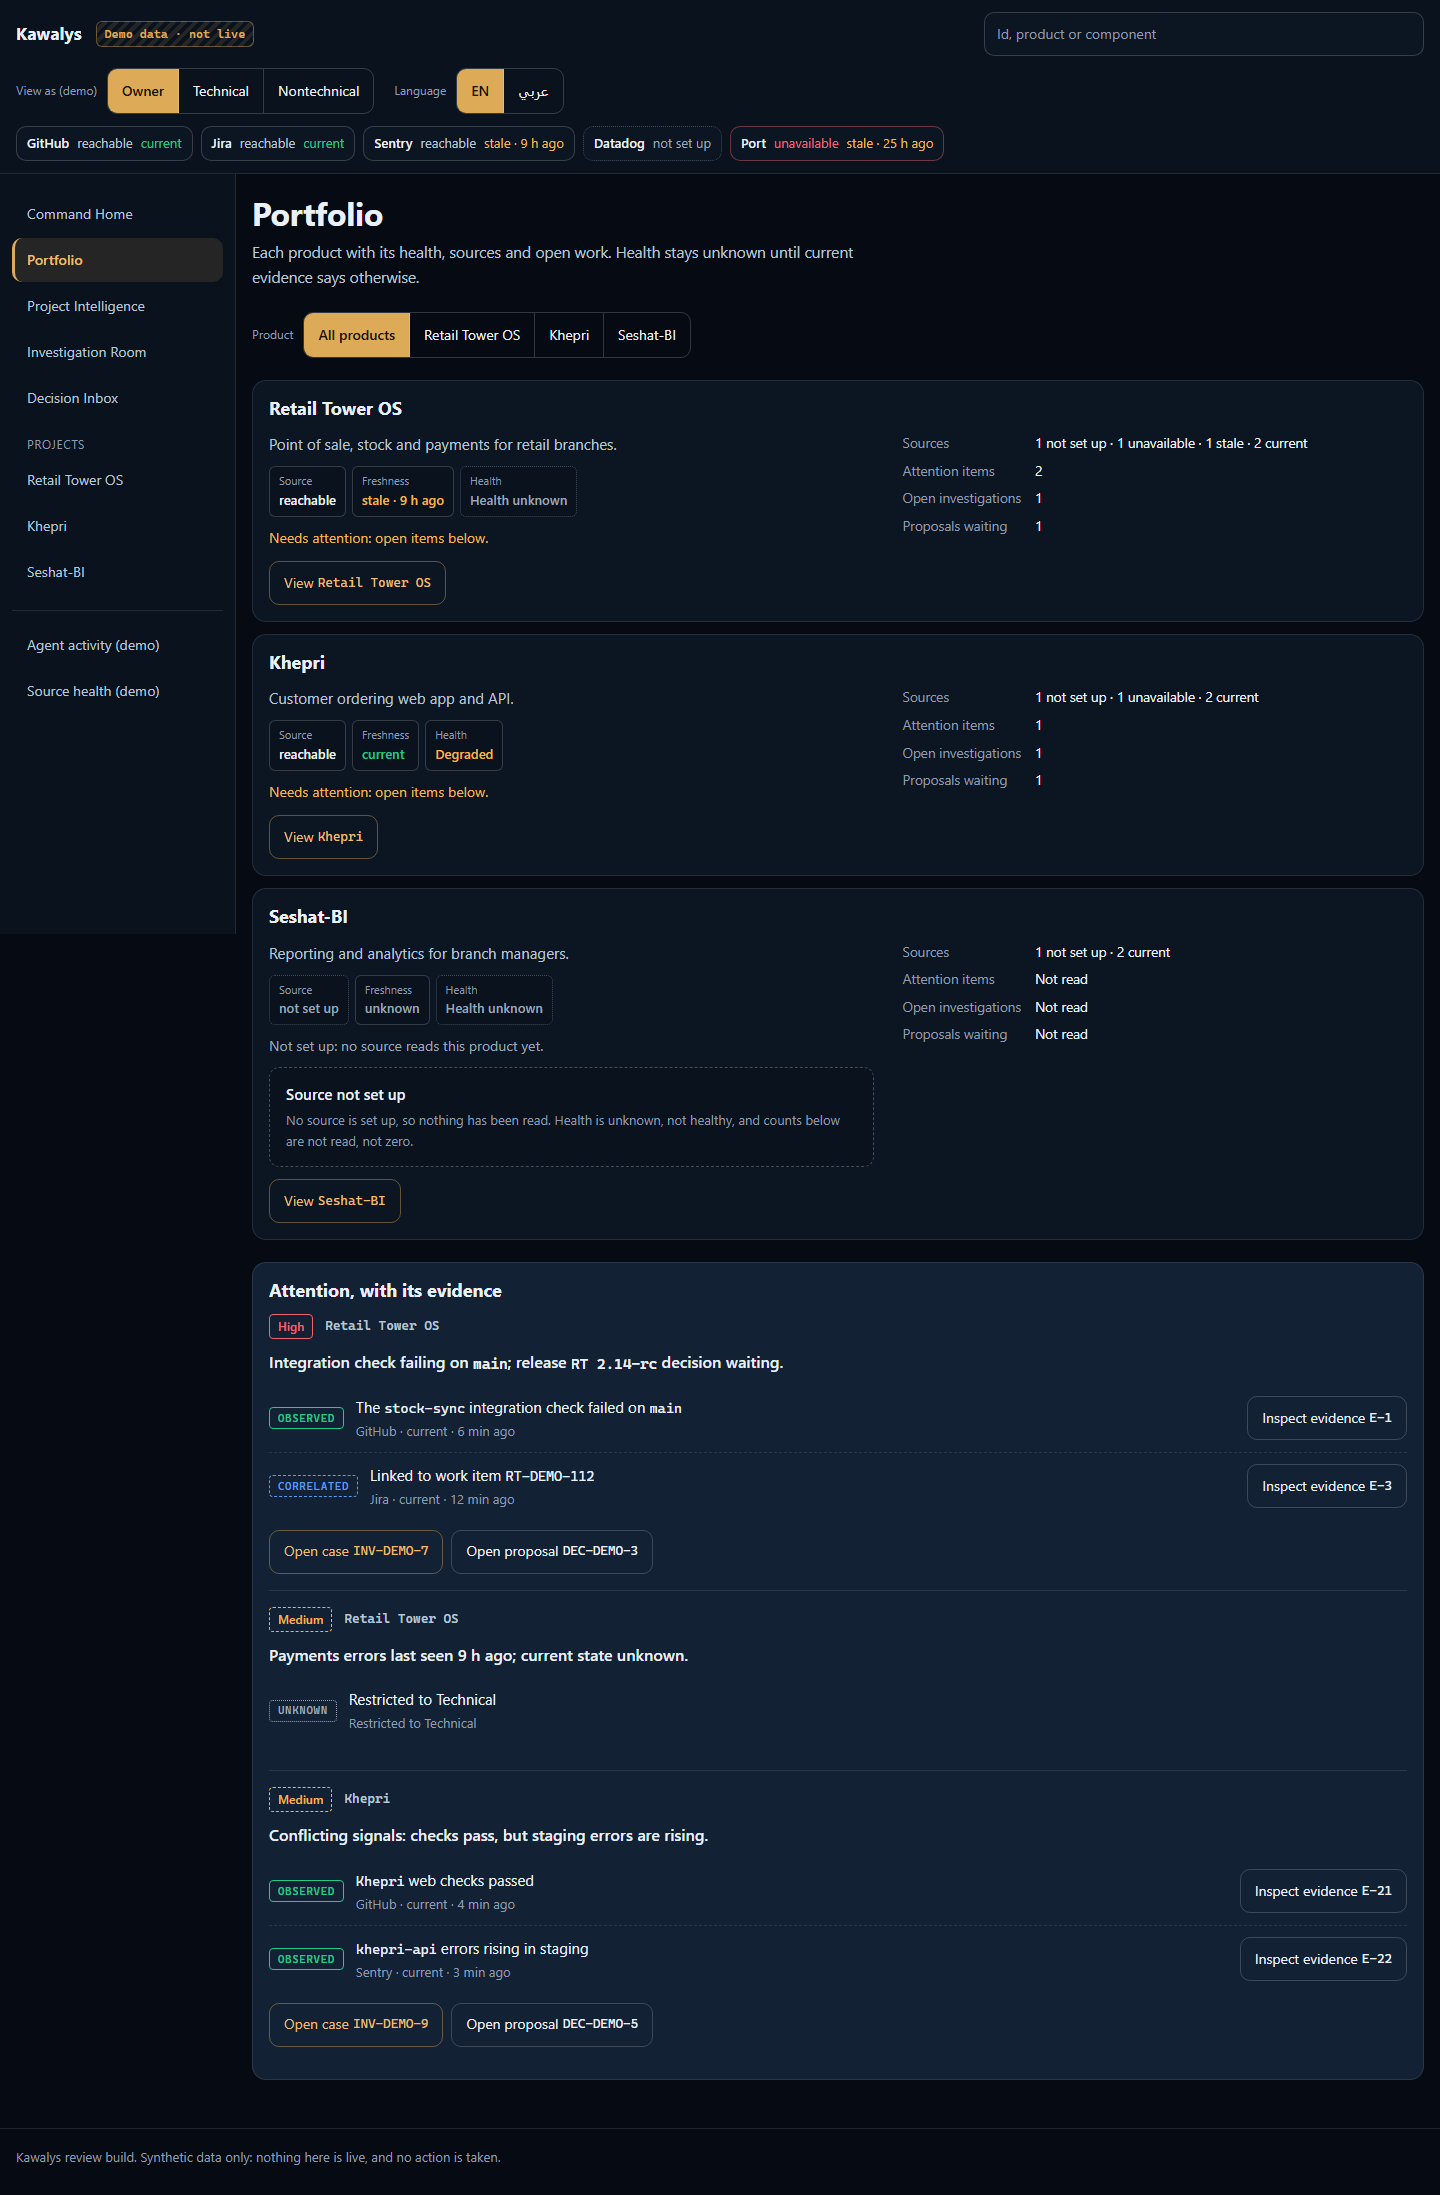 Kawalys
Demo data · not live
Id, product or component
View as (demo)
Owner
Technical
Nontechnical
Language
EN
عربي
GitHub reachable current
Jira reachable current
Sentry reachable stale · 9 h ago
Datadog not set up
Port unavailable stale · 25 h ago
Command Home
Portfolio
Project Intelligence
Investigation Room
Decision Inbox
PROJECTS
Retail Tower OS
Khepri
Seshat-BI
Agent activity (demo)
Source health (demo)
Portfolio
Each product with its health, sources and open work. Health stays unknown until current
evidence says otherwise.
Product
All products
Retail Tower OS
Khepri
Seshat-BI
Retail Tower OS
Point of sale, stock and payments for retail branches.
Source
reachable
Freshness
stale · 9 h ago
Health
Health unknown
Needs attention: open items below.
View Retail Tower OS
Sources 1 not set up · 1 unavailable · 1 stale · 2 current
Attention items 2
Open investigations 1
Proposals waiting 1
Khepri
Customer ordering web app and API.
Source
reachable
Freshness
current
Health
Degraded
Needs attention: open items below.
View Khepri
Sources 1 not set up · 1 unavailable · 2 current
Attention items 1
Open investigations 1
Proposals waiting 1
Seshat-BI
Reporting and analytics for branch managers.
Source
not set up
Freshness
unknown
Health
Health unknown
Not set up: no source reads this product yet.
Source not set up
No source is set up, so nothing has been read. Health is unknown, not healthy, and counts below
are not read, not zero.
View Seshat-BI
Sources 1 not set up · 2 current
Attention items Not read
Open investigations Not read
Proposals waiting Not read
Attention, with its evidence
High Retail Tower OS
Integration check failing on main; release RT 2.14-rc decision waiting.
OBSERVED
The stock-sync integration check failed on main
GitHub · current · 6 min ago
Inspect evidence E-1
CORRELATED
Linked to work item RT-DEMO-112
Jira · current · 12 min ago
Inspect evidence E-3
Open case INV-DEMO-7
Open proposal DEC-DEMO-3
Medium Retail Tower OS
Payments errors last seen 9 h ago; current state unknown.
UNKNOWN
Restricted to Technical
Restricted to Technical
Medium Khepri
Conflicting signals: checks pass, but staging errors are rising.
OBSERVED
Khepri web checks passed
GitHub · current · 4 min ago
Inspect evidence E-21
OBSERVED
khepri-api errors rising in staging
Sentry · current · 3 min ago
Inspect evidence E-22
Open case INV-DEMO-9
Open proposal DEC-DEMO-5
Kawalys review build. Synthetic data only: nothing here is live, and no action is taken.